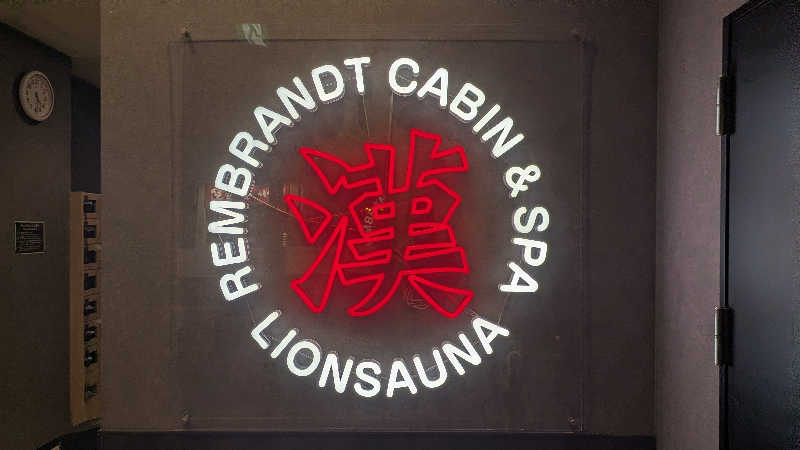 REMBRANDT CABIN & SPA
漢
LIONSAUNA